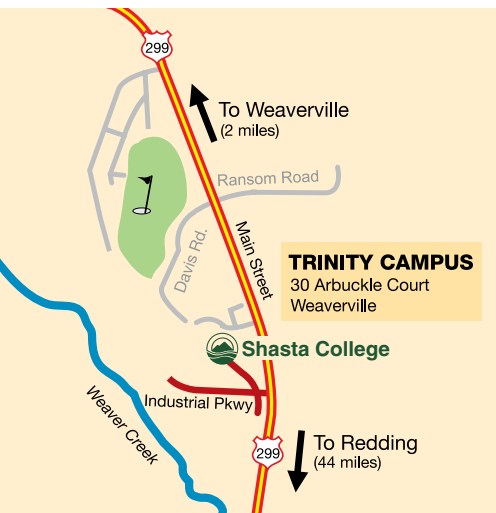 299
To Weaverville
(2 miles)
Ransom Road
Davis Rd.
Main Street
TRINITY CAMPUS
30 Arbuckle Court
Weaverville
Shasta College
Industrial Pkwy
Weaver Creek
To Redding
(44 miles)
299